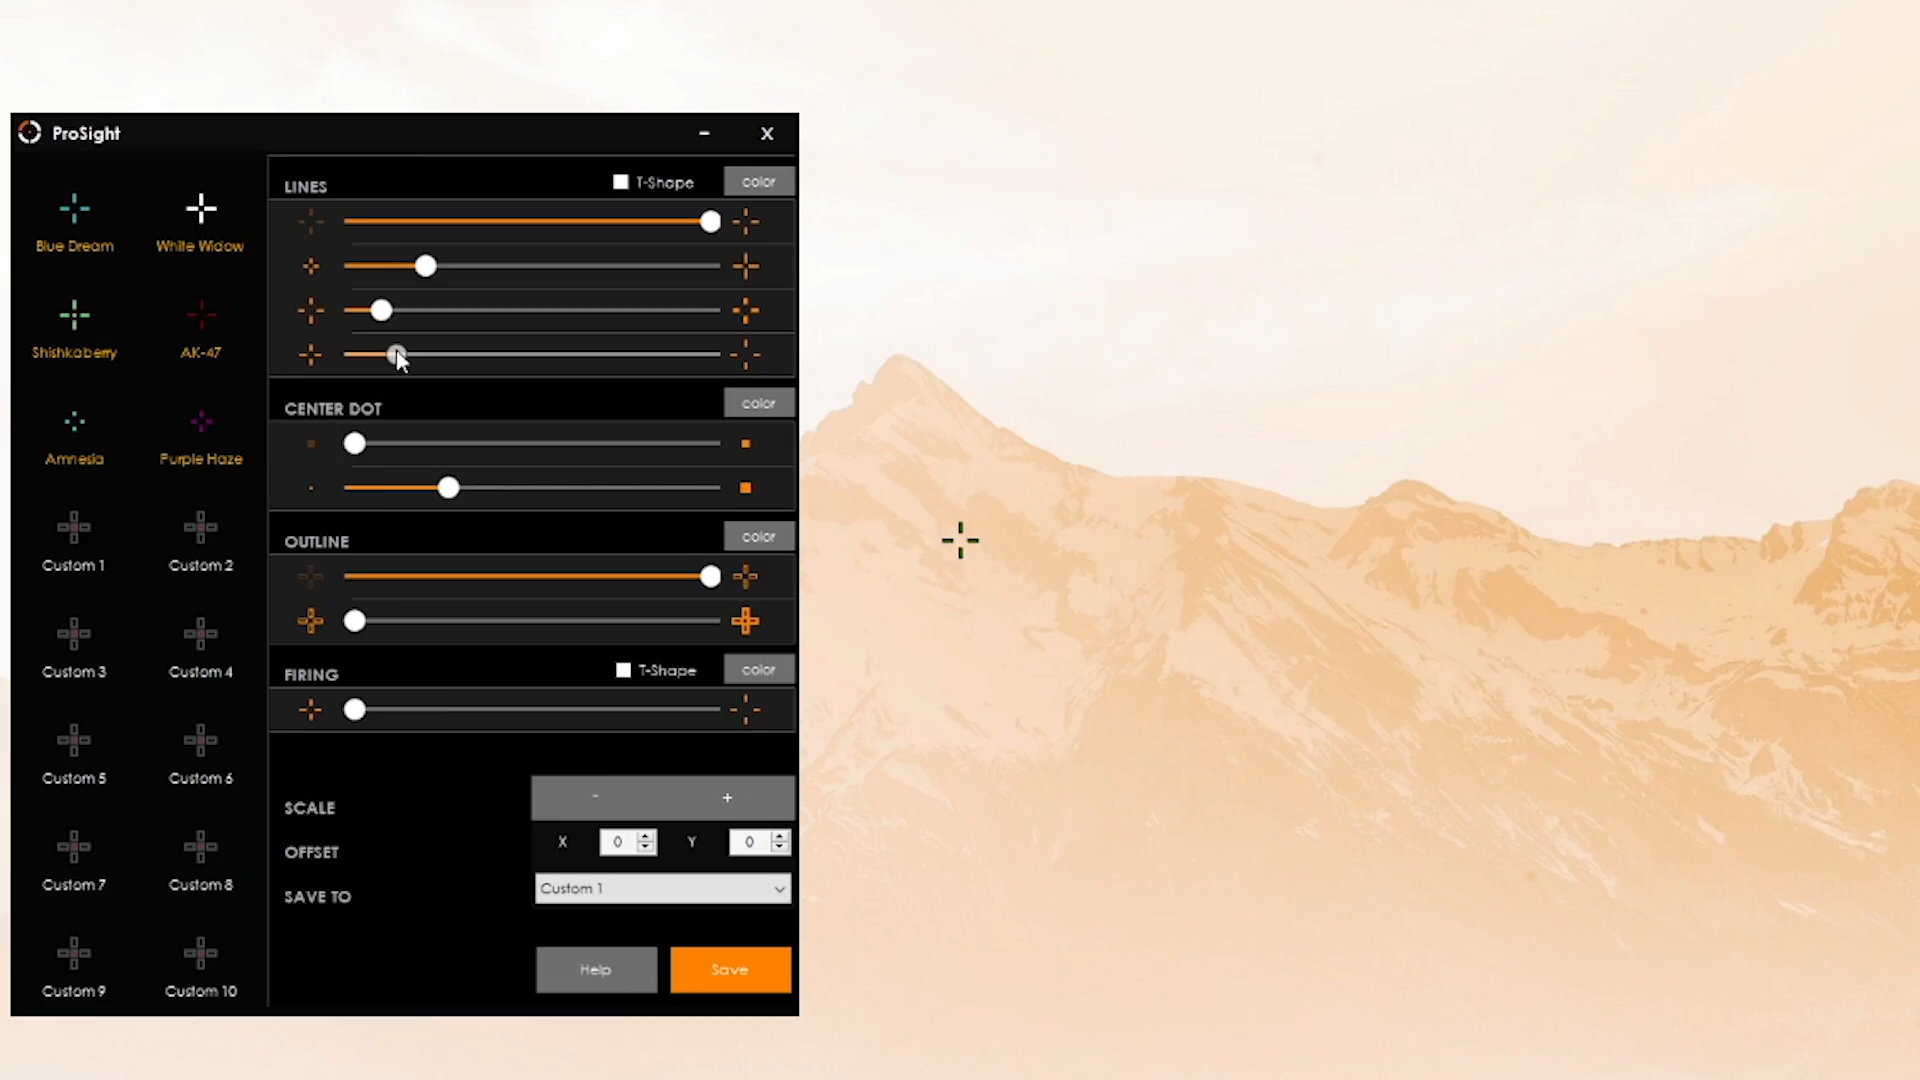 ProSight
- X
LINES T-Shape color
Blue Dream White Widow
Shishkaberry AK-47
CENTER DOT color
Amnesia Purple Haze
OUTLINE color
Custom 1 Custom 2
FIRING T-Shape color
Custom 3 Custom 4
Custom 5 Custom 6
SCALE - +
OFFSET X 0 Y 0
Custom 7 Custom 8
SAVE TO Custom 1
Help Save
Custom 9 Custom 10